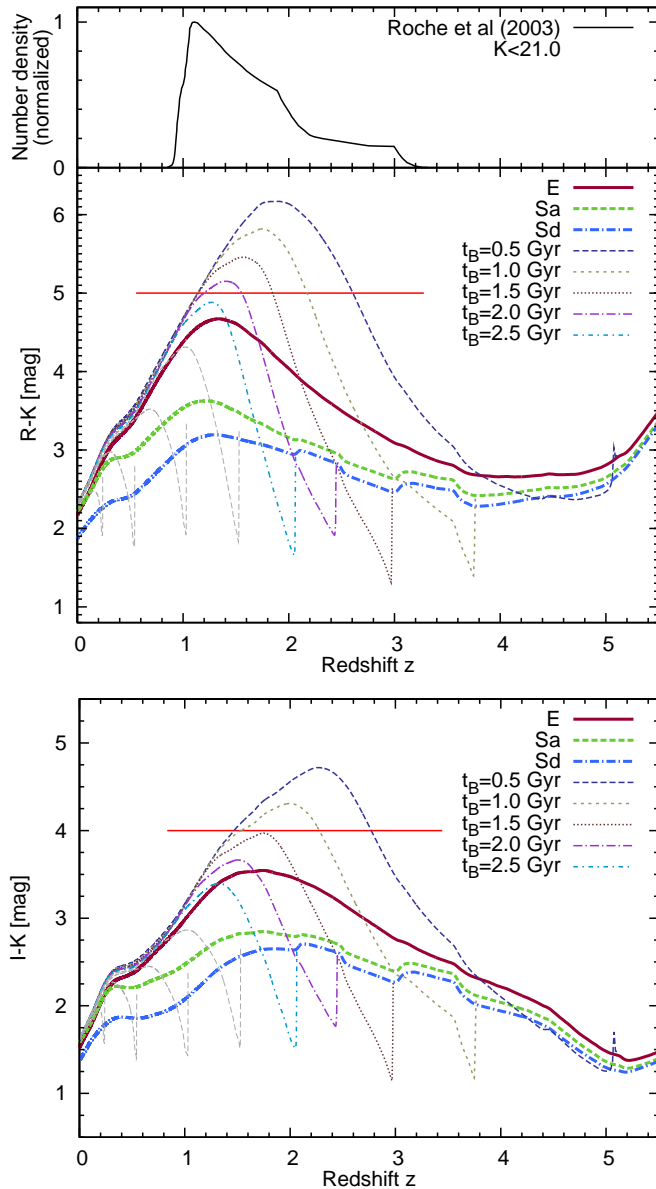 Number density
(normalized)
1
0
Roche et al (2003)
K<21.0
R-K [mag]
6
5
4
3
2
1
E
Sa
Sd
t_B=0.5 Gyr
t_B=1.0 Gyr
t_B=1.5 Gyr
t_B=2.0 Gyr
t_B=2.5 Gyr
0 1 2 3 4 5
Redshift z
I-K [mag]
5
4
3
2
1
E
Sa
Sd
t_B=0.5 Gyr
t_B=1.0 Gyr
t_B=1.5 Gyr
t_B=2.0 Gyr
t_B=2.5 Gyr
0 1 2 3 4 5
Redshift z